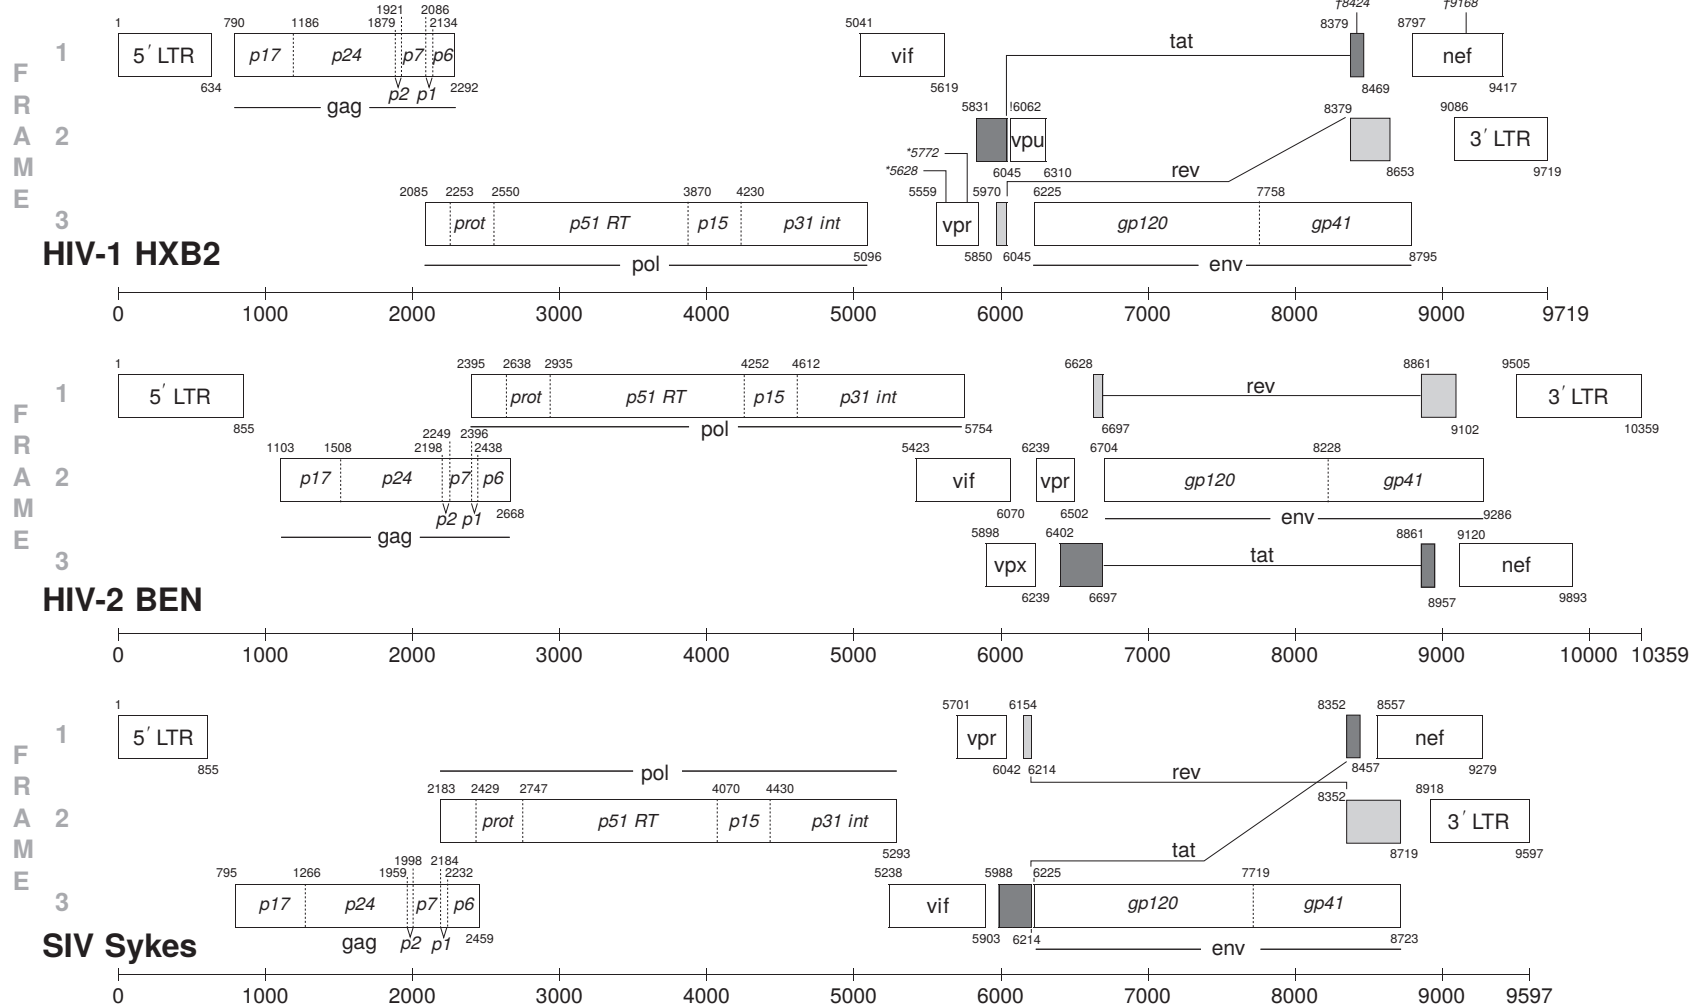 †8424 †9168
1 790 1186 1921 2086 5041 8379 8797
1879 2134
1 5′ LTR p17 p24 p7 p6 vif tat nef
634 p2 p1 2292 5619 8469 9417
gag 5831 !6062 8379 9086
2 vpu 3′ LTR
*5772 6045 6310 rev 8653 9719
*5628
2085 2253 2550 3870 4230 5559 5970 6225 7758
3 prot p51 RT p15 p31 int vpr gp120 gp41
FRAME
HIV-1 HXB2
pol 5096 5850 6045 env 8795
0 1000 2000 3000 4000 5000 6000 7000 8000 9000 9719
1 2395 2638 2935 4252 4612 6628 8861 9505
1 5′ LTR prot p51 RT p15 p31 int rev 3′ LTR
855 pol 5754 6697 9102 10359
2249 2396
1103 1508 2198 2438 5423 6239 6704 8228
2 p17 p24 p7 p6 vif vpr gp120 gp41
p2 p1 2668 6070 6502 env 9286
gag 5898 6402 8861 9120
3 vpx tat nef
6239 6697 8957 9893
FRAME
HIV-2 BEN
0 1000 2000 3000 4000 5000 6000 7000 8000 9000 10000 10359
1 5701 6154 8352 8557
1 5′ LTR vpr nef
855 6042 6214 rev 8457 9279
pol
2183 2429 2747 4070 4430 8352 8918
2 prot p51 RT p15 p31 int 3′ LTR
5293 tat 8719 9597
1998 2184
795 1266 1959 2232 5238 5988 6225 7719
3 p17 p24 p7 p6 vif gp120 gp41
gag p2 p1 2459 5903 6214 env 8723
FRAME
SIV Sykes
0 1000 2000 3000 4000 5000 6000 7000 8000 9000 9597